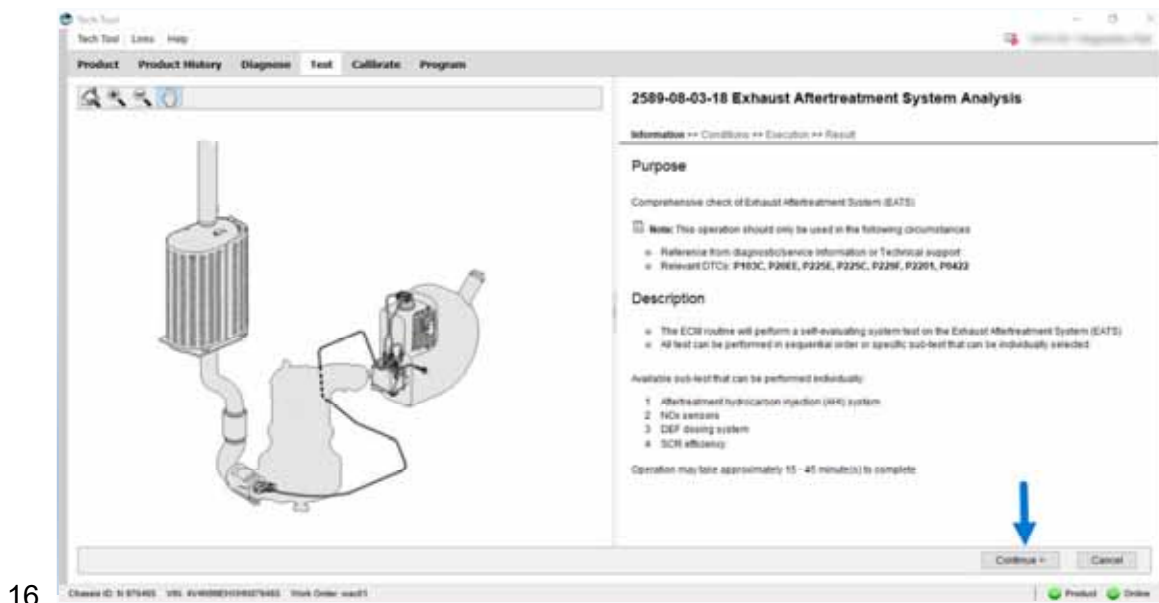 Tech Tool
Tech Tool Links Help
Product Product History Diagnose Test Calibrate Program
2589-08-03-18 Exhaust Aftertreatment System Analysis
Information >> Conditions >> Execution >> Result
Purpose
Comprehensive check of Exhaust Aftertreatment System (EATS)
Note: This operation should only be used in the following circumstances
Reference from diagnostic/service information or Technical support
Relevant DTCs: P103C, P20EE, P225E, P225C, P229F, P2201, P0422
Description
The ECM routine will perform a self-evaluating system test on the Exhaust Aftertreatment System (EATS)
All test can be performed in sequential order or specific sub-test that can be individually selected
Available sub-test that can be performed individually:
1 Aftertreatment hydrocarbon injection (AHI) system
2 NOx sensors
3 DEF dosing system
4 SCR efficiency
Operation may take approximately 15 - 45 minute(s) to complete
Continue > Cancel
16.
Chassis ID: N 979465 VIN: Work Order: Product Online